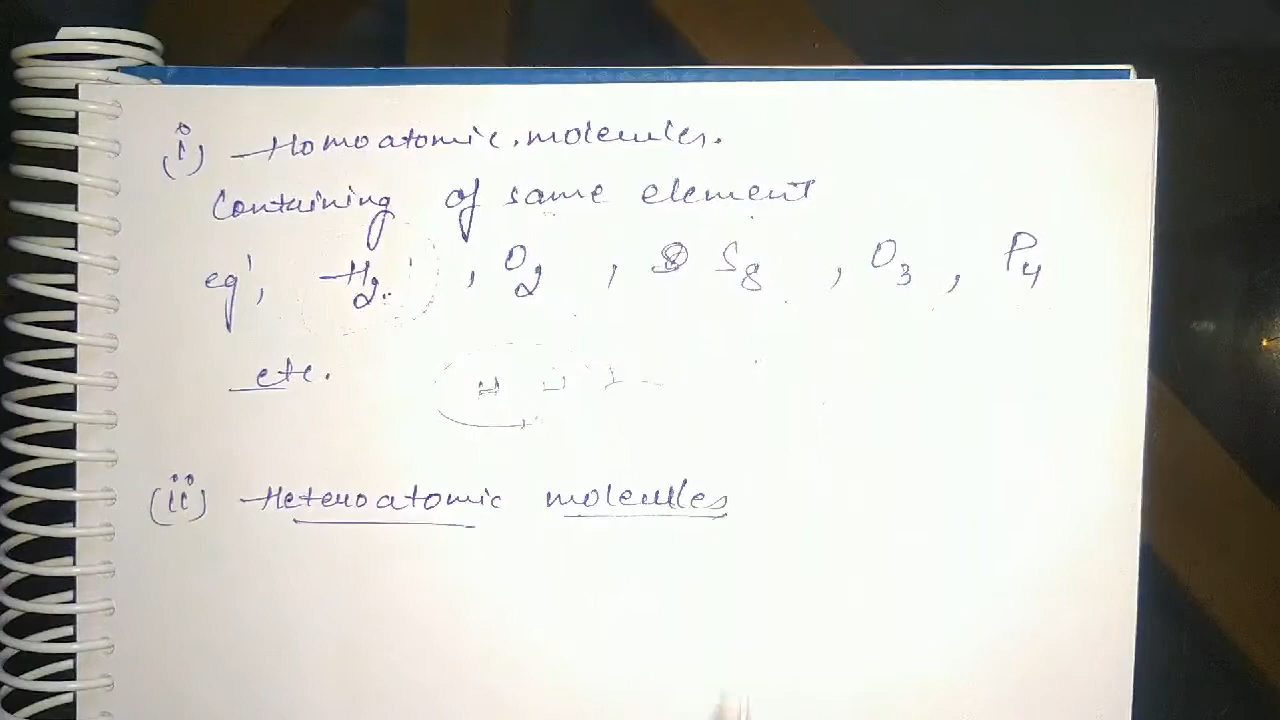 (i) Homoatomic molecules.
Containing of same element
eg', H2, O2, S8, O3, P4
etc.
(ii) Heteroatomic molecules